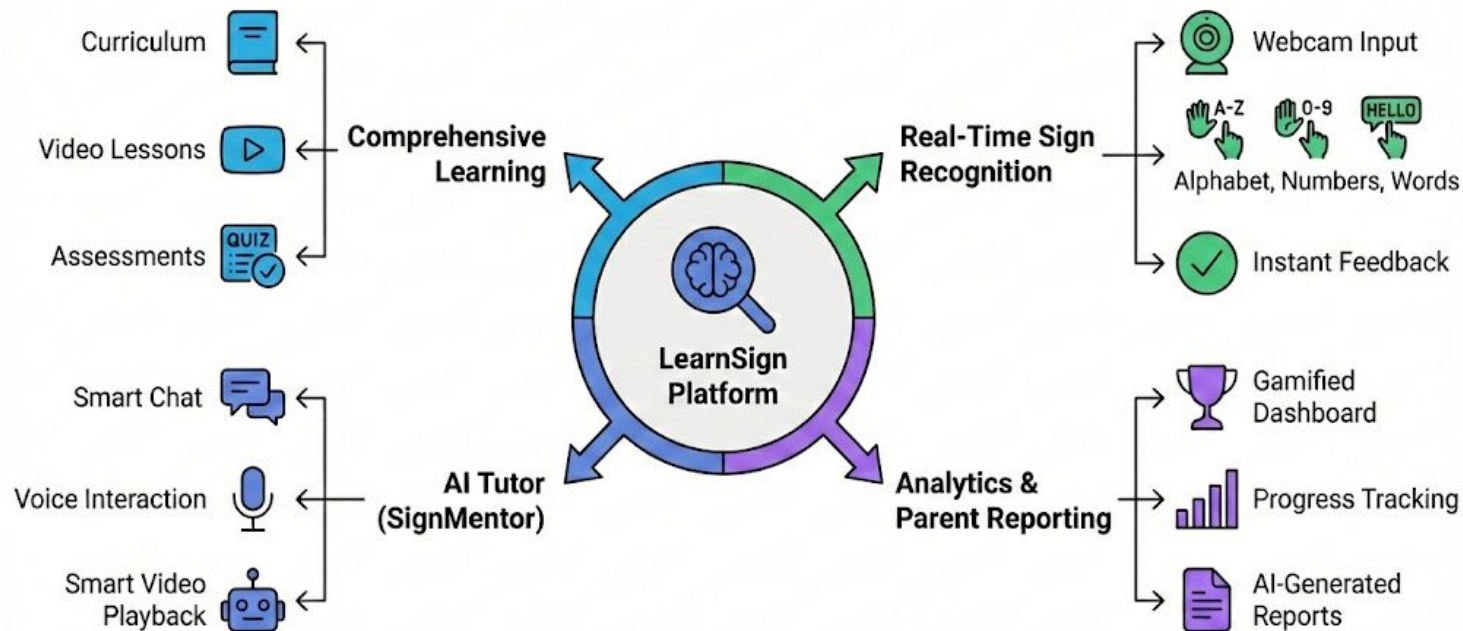 Curriculum
Video Lessons
QUIZ
Assessments
Comprehensive
Learning
Smart Chat
Voice Interaction
Smart Video
Playback
AI Tutor
(SignMentor)
LearnSign
Platform
Real-Time Sign
Recognition
Webcam Input
A-Z
0-9
HELLO
Alphabet, Numbers, Words
Instant Feedback
Analytics &
Parent Reporting
Gamified
Dashboard
Progress Tracking
AI-Generated
Reports